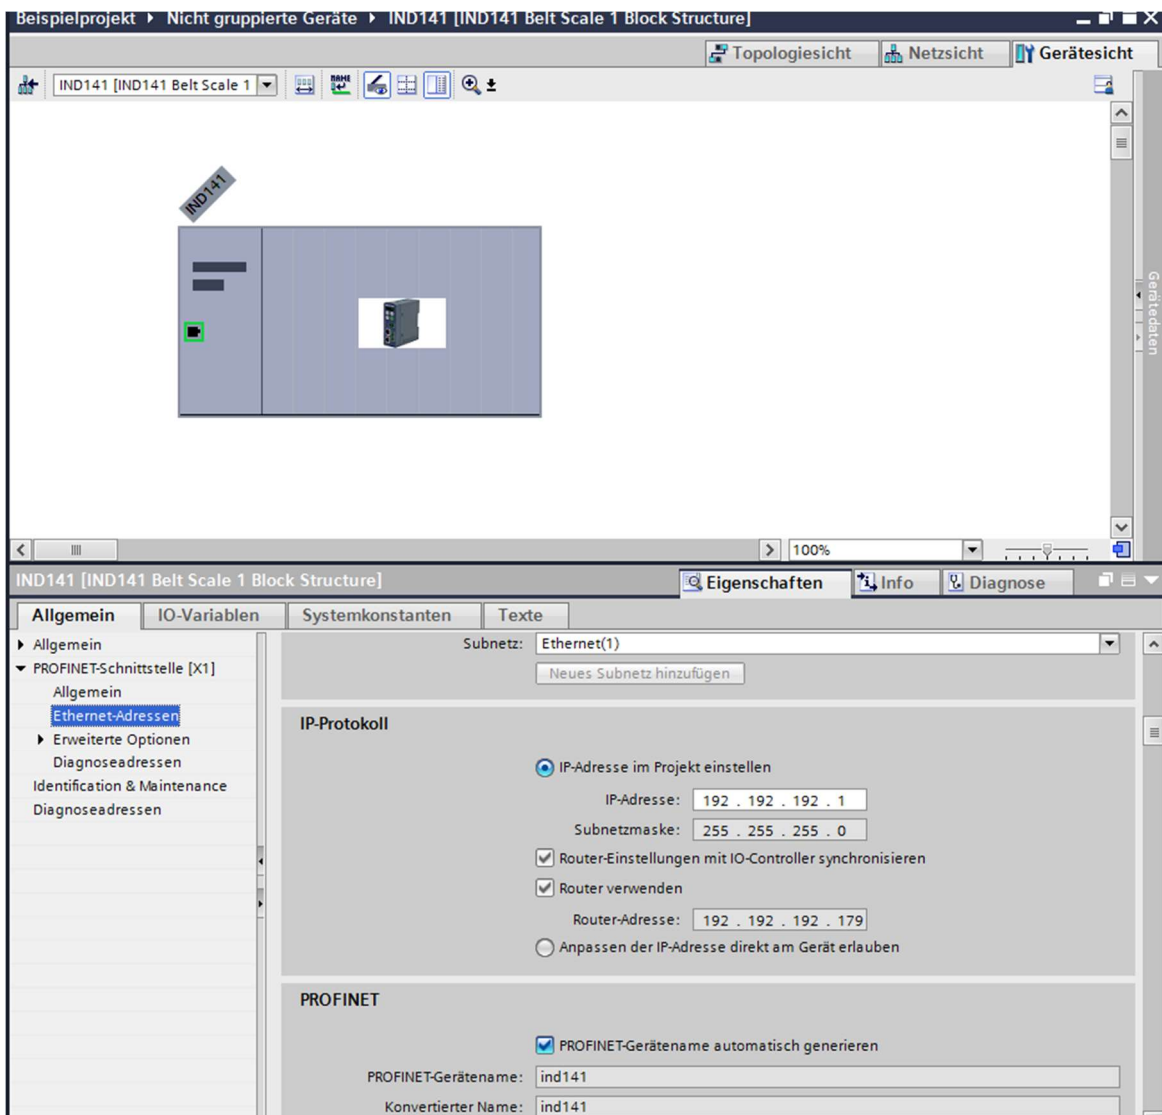 Beispielprojekt ▸ Nicht gruppierte Geräte ▸ IND141 [IND141 Belt Scale 1 Block Structure]
Topologiesicht Netzsicht Gerätesicht
IND141 [IND141 Belt Scale 1
IND141
Gerätedaten
100%
IND141 [IND141 Belt Scale 1 Block Structure]
Eigenschaften Info Diagnose
Allgemein IO-Variablen Systemkonstanten Texte
Allgemein
PROFINET-Schnittstelle [X1]
Allgemein
Ethernet-Adressen
Erweiterte Optionen
Diagnoseadressen
Identification & Maintenance
Diagnoseadressen
Subnetz: Ethernet(1)
Neues Subnetz hinzufügen
IP-Protokoll
IP-Adresse im Projekt einstellen
IP-Adresse: 192 . 192 . 192 . 1
Subnetzmaske: 255 . 255 . 255 . 0
Router-Einstellungen mit IO-Controller synchronisieren
Router verwenden
Router-Adresse: 192 . 192 . 192 . 179
Anpassen der IP-Adresse direkt am Gerät erlauben
PROFINET
PROFINET-Gerätename automatisch generieren
PROFINET-Gerätename: ind141
Konvertierter Name: ind141